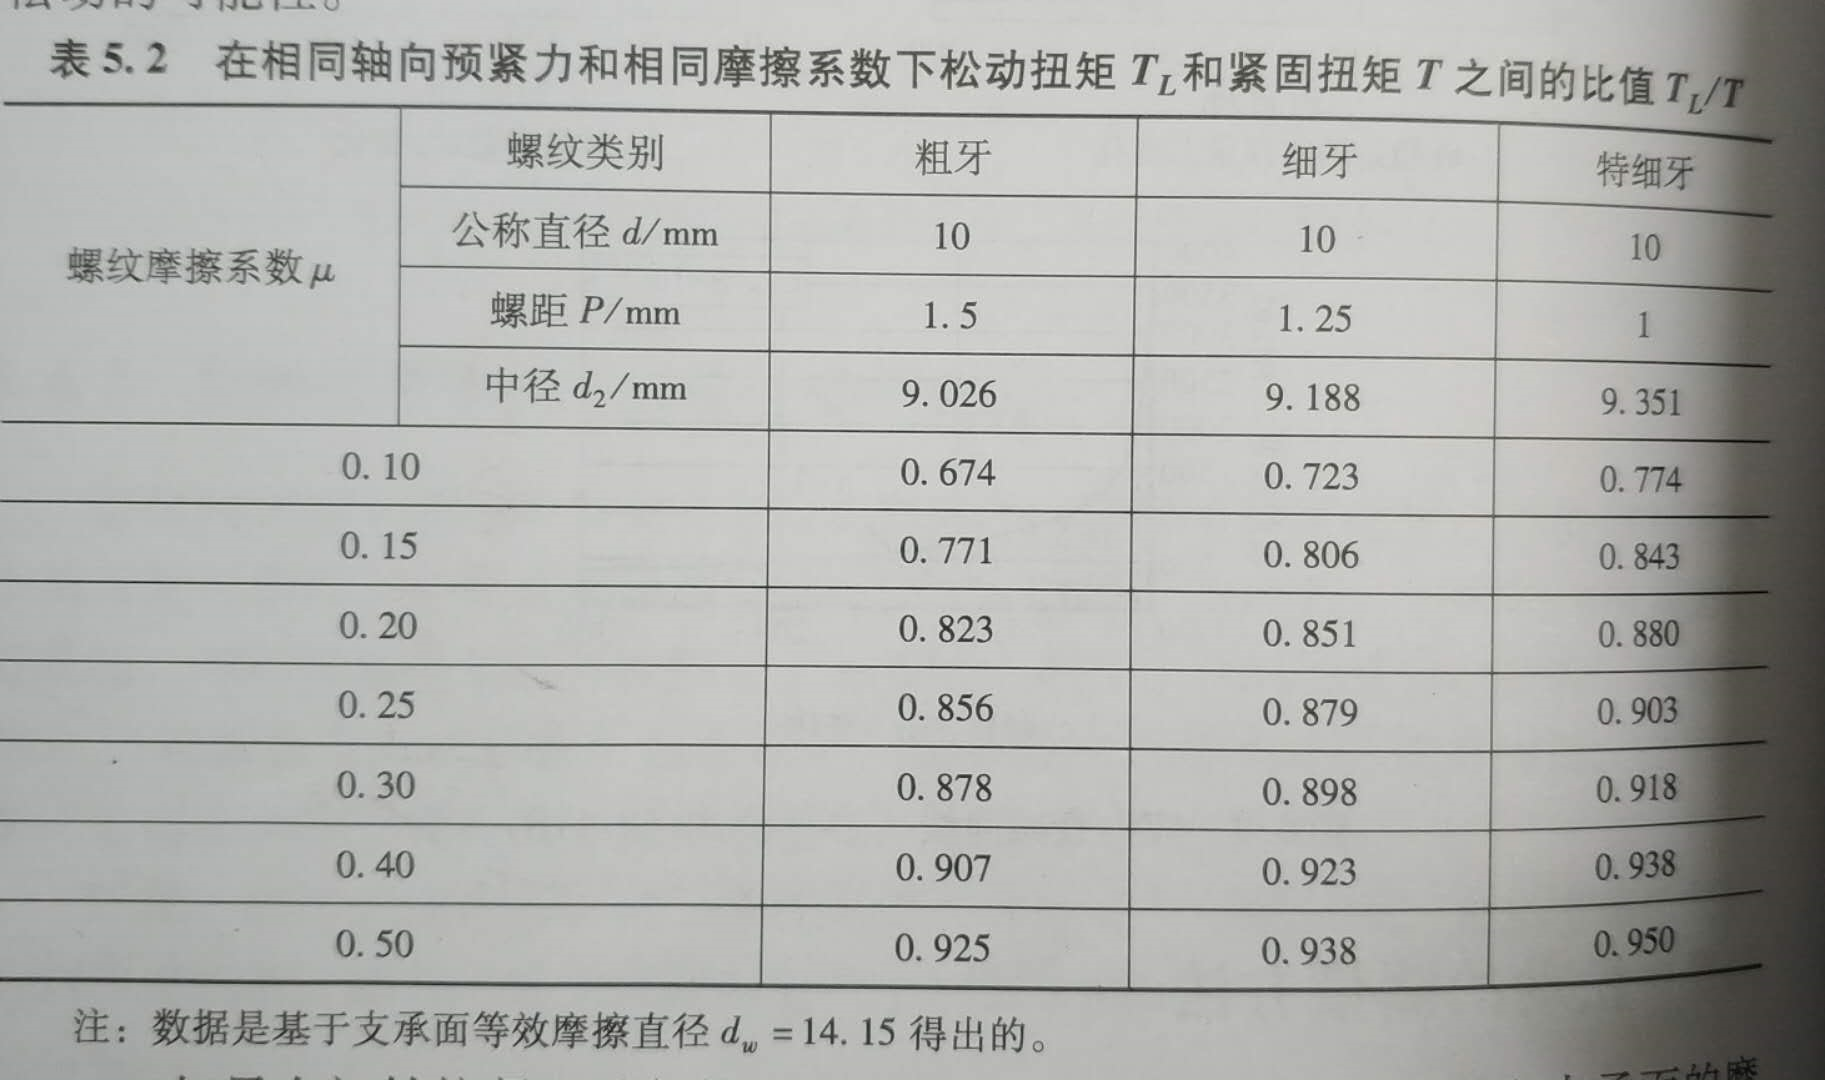 表5.2 在相同轴向预紧力和相同摩擦系数下松动扭矩 T_L 和紧固扭矩 T 之间的比值 T_L/T
螺纹摩擦系数 μ
螺纹类别 粗牙 细牙 特细牙
公称直径 d/mm 10 10 10
螺距 P/mm 1.5 1.25 1
中径 d₂/mm 9.026 9.188 9.351
0.10 0.674 0.723 0.774
0.15 0.771 0.806 0.843
0.20 0.823 0.851 0.880
0.25 0.856 0.879 0.903
0.30 0.878 0.898 0.918
0.40 0.907 0.923 0.938
0.50 0.925 0.938 0.950
注：数据是基于支承面等效摩擦直径 d_w = 14.15 得出的。